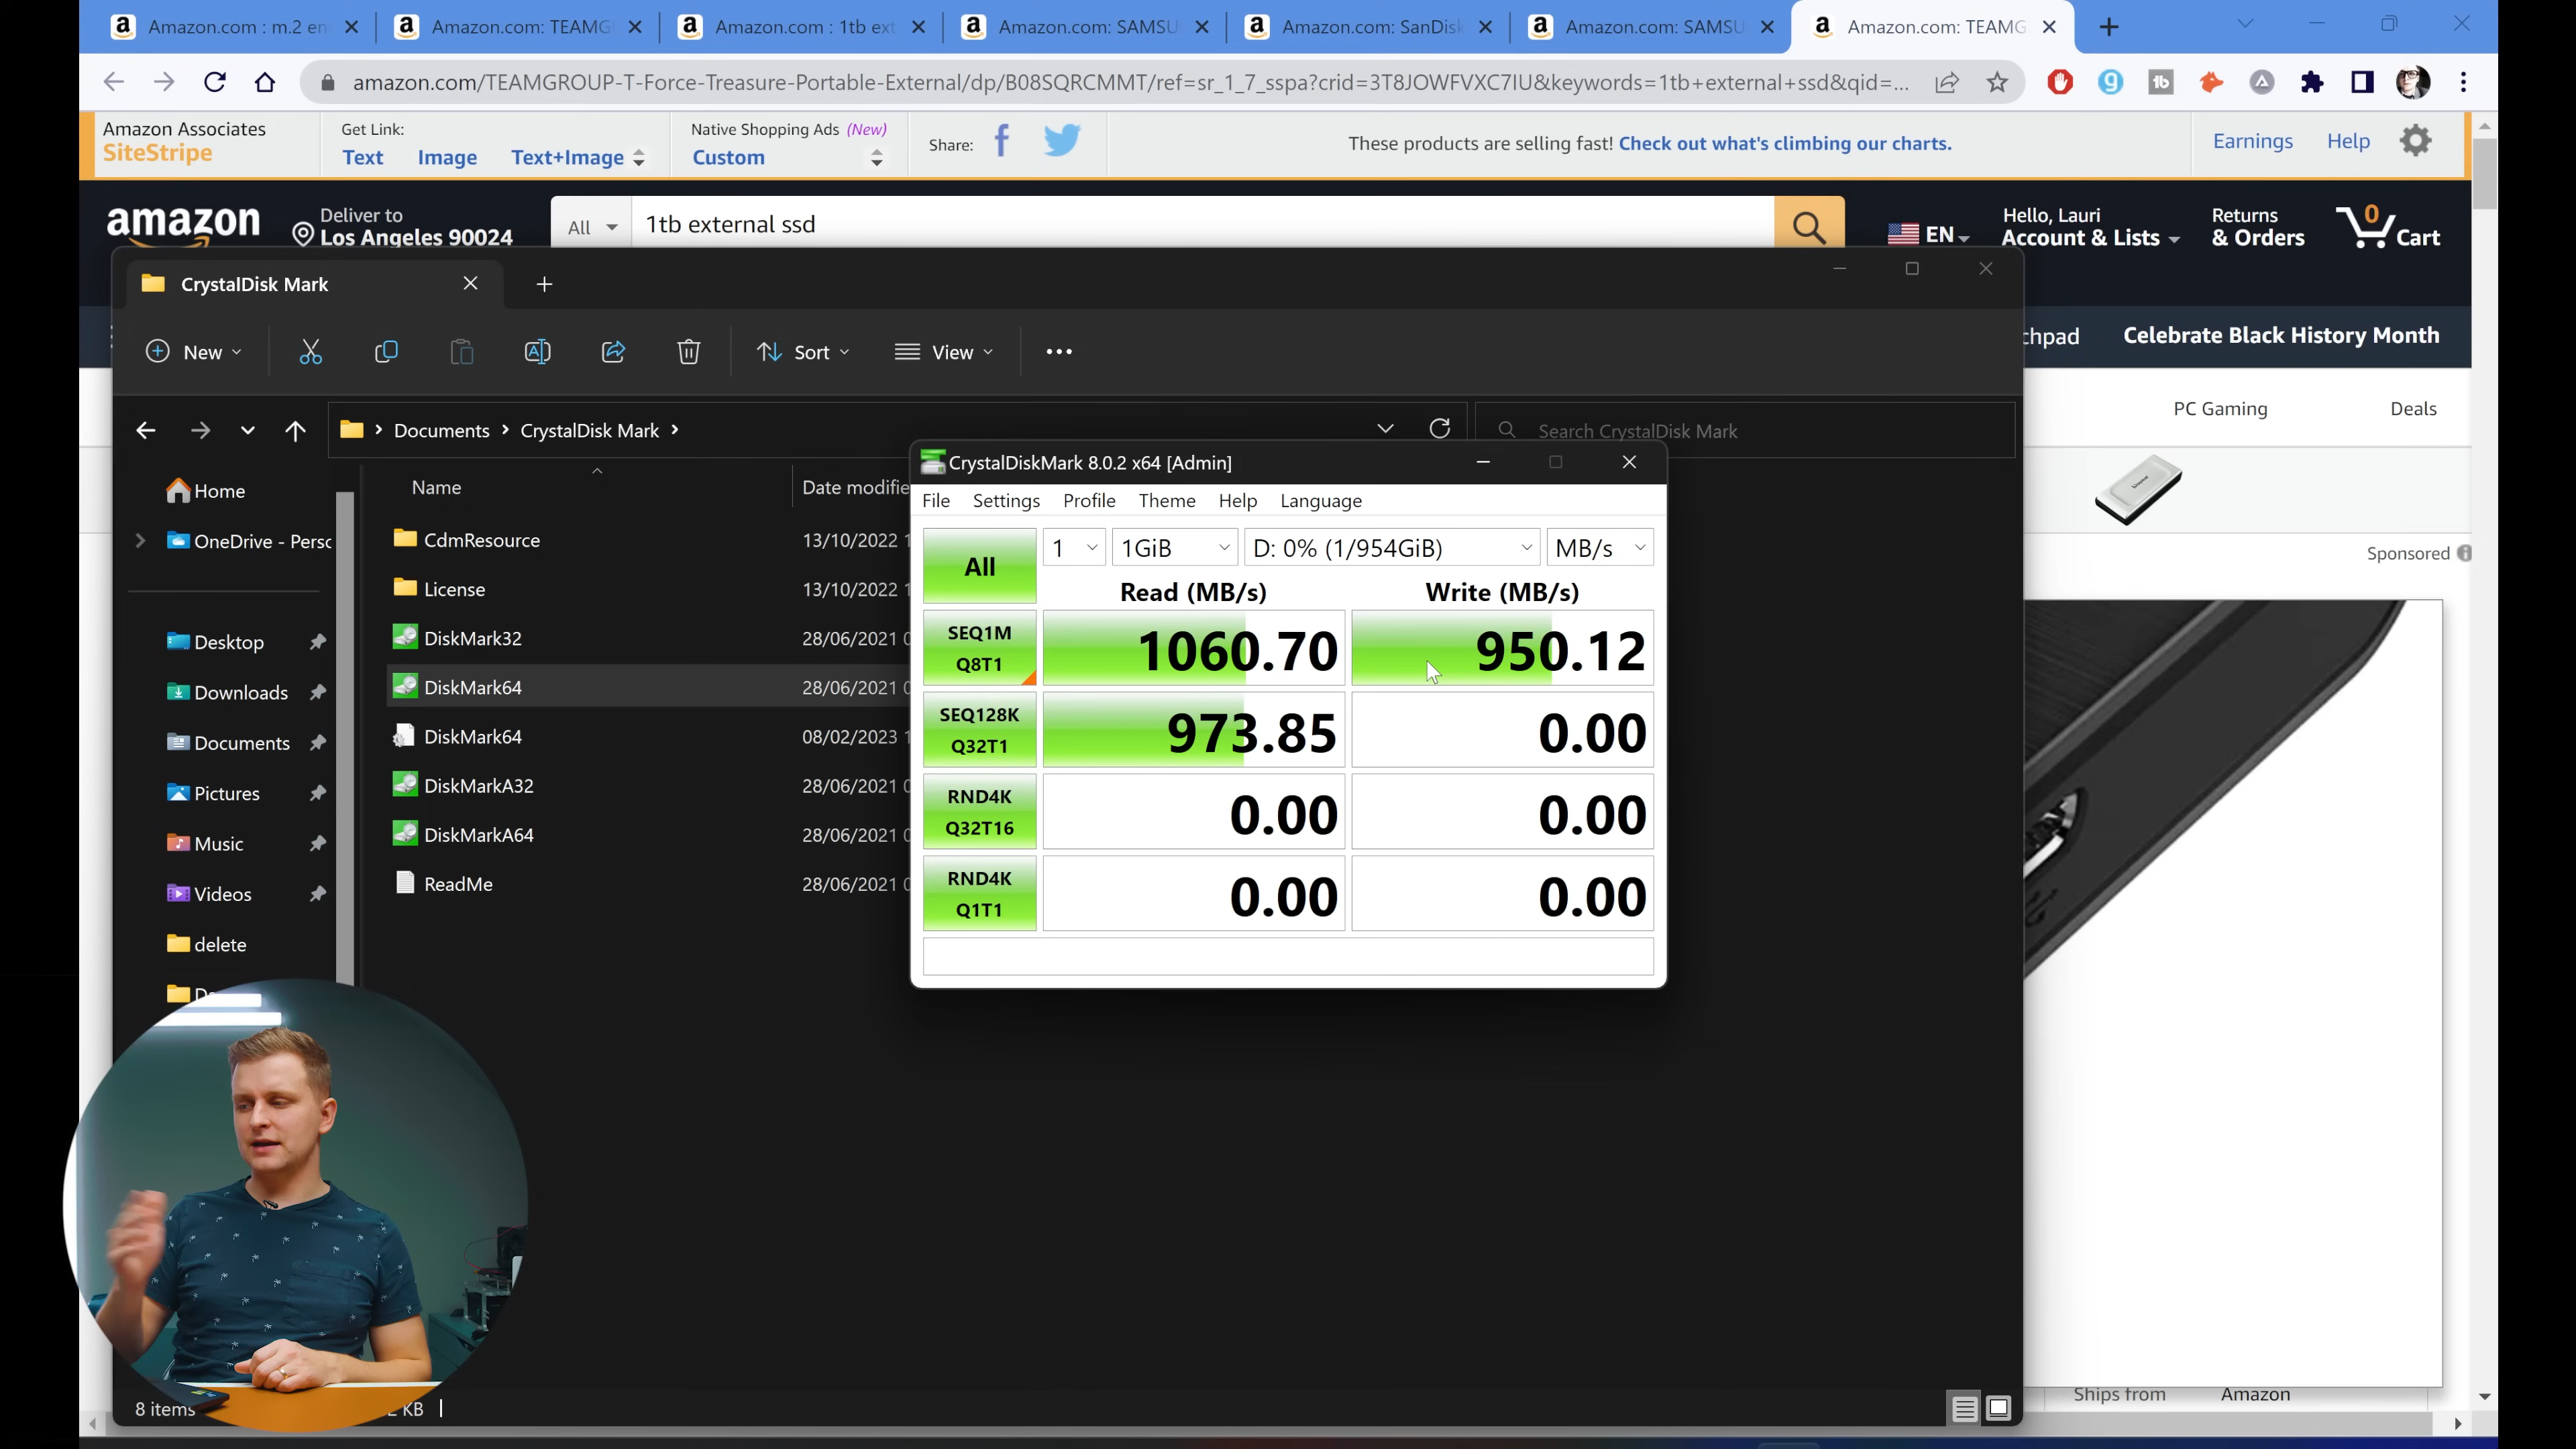 Amazon.com : m.2 en
Amazon.com: TEAMG
Amazon.com : 1tb ext
Amazon.com: SAMSU
Amazon.com: SanDisk
Amazon.com: SAMSU
Amazon.com: TEAMG
amazon.com/TEAMGROUP-T-Force-Treasure-Portable-External/dp/B08SQRCMMT/ref=sr_1_7_sspa?crid=3T8JOWFVXC7IU&keywords=1tb+external+ssd&qid=...
Amazon Associates
SiteStripe
Get Link:
Text Image Text+Image
Native Shopping Ads (New)
Custom
Share:
These products are selling fast! Check out what's climbing our charts.
Earnings Help
amazon
Deliver to
Los Angeles 90024
All
1tb external ssd
EN
Hello, Lauri
Account & Lists
Returns
& Orders
0
Cart
chpad
Celebrate Black History Month
PC Gaming
Deals
Sponsored
CrystalDisk Mark
New
Sort
View
Documents > CrystalDisk Mark >
Search CrystalDisk Mark
Home
OneDrive - Persc
Desktop
Downloads
Documents
Pictures
Music
Videos
delete
Name Date modifie
CdmResource 13/10/2022 1
License 13/10/2022 1
DiskMark32 28/06/2021 0
DiskMark64 28/06/2021 0
DiskMark64 08/02/2023 1
DiskMarkA32 28/06/2021 0
DiskMarkA64 28/06/2021 0
ReadMe 28/06/2021 0
CrystalDiskMark 8.0.2 x64 [Admin]
File Settings Profile Theme Help Language
All
1
1GiB
D: 0% (1/954GiB)
MB/s
Read (MB/s) Write (MB/s)
SEQ1M
Q8T1
1060.70 950.12
SEQ128K
Q32T1
973.85 0.00
RND4K
Q32T16
0.00 0.00
RND4K
Q1T1
0.00 0.00
8 items
KB
Ships from Amazon